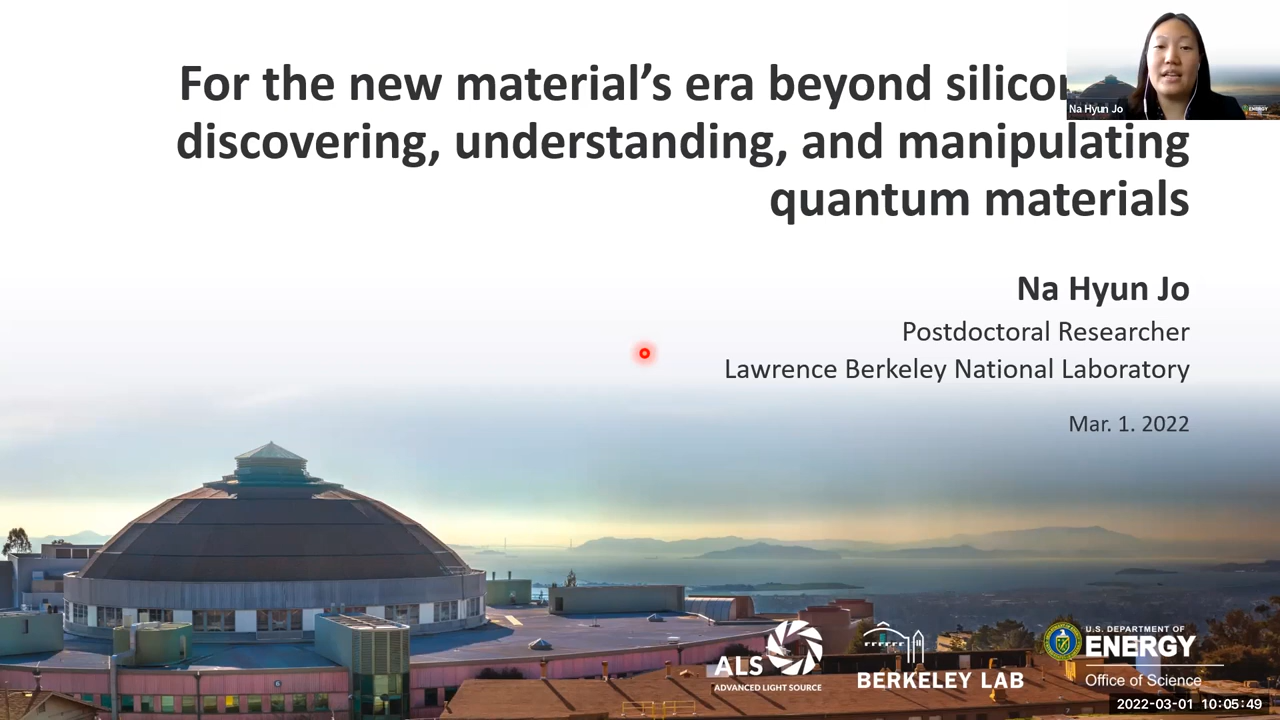 For the new material's era beyond silicon
discovering, understanding, and manipulating
quantum materials
Na Hyun Jo
Na Hyun Jo
Postdoctoral Researcher
Lawrence Berkeley National Laboratory
Mar. 1. 2022
ALS
ADVANCED LIGHT SOURCE
BERKELEY LAB
U.S. DEPARTMENT OF
ENERGY
Office of Science
ENERGY
2022-03-01 10:05:49